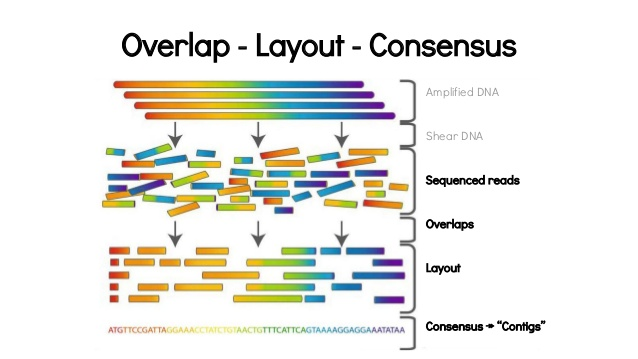 Overlap - Layout - Consensus
Amplified DNA
Shear DNA
Sequenced reads
Overlaps
Layout
Consensus → “Contigs”
ATGTTCCGATTAGGAAACCTATCTGTAACTGTTTCATTCAGTAAAAGGAGGAAATATAA